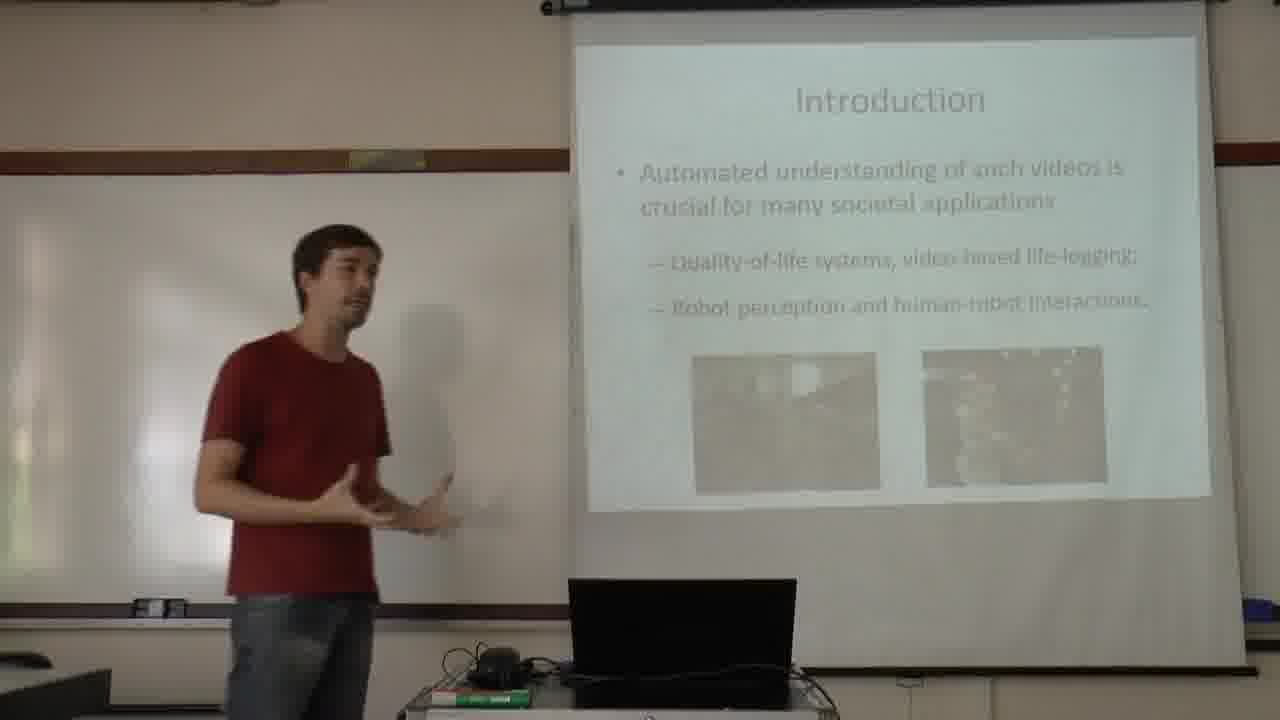 Introduction
• Automated understanding of such videos is
crucial for many societal applications
– Quality-of-life systems, video-based life-logging;
– Robot perception and human-robot interactions.